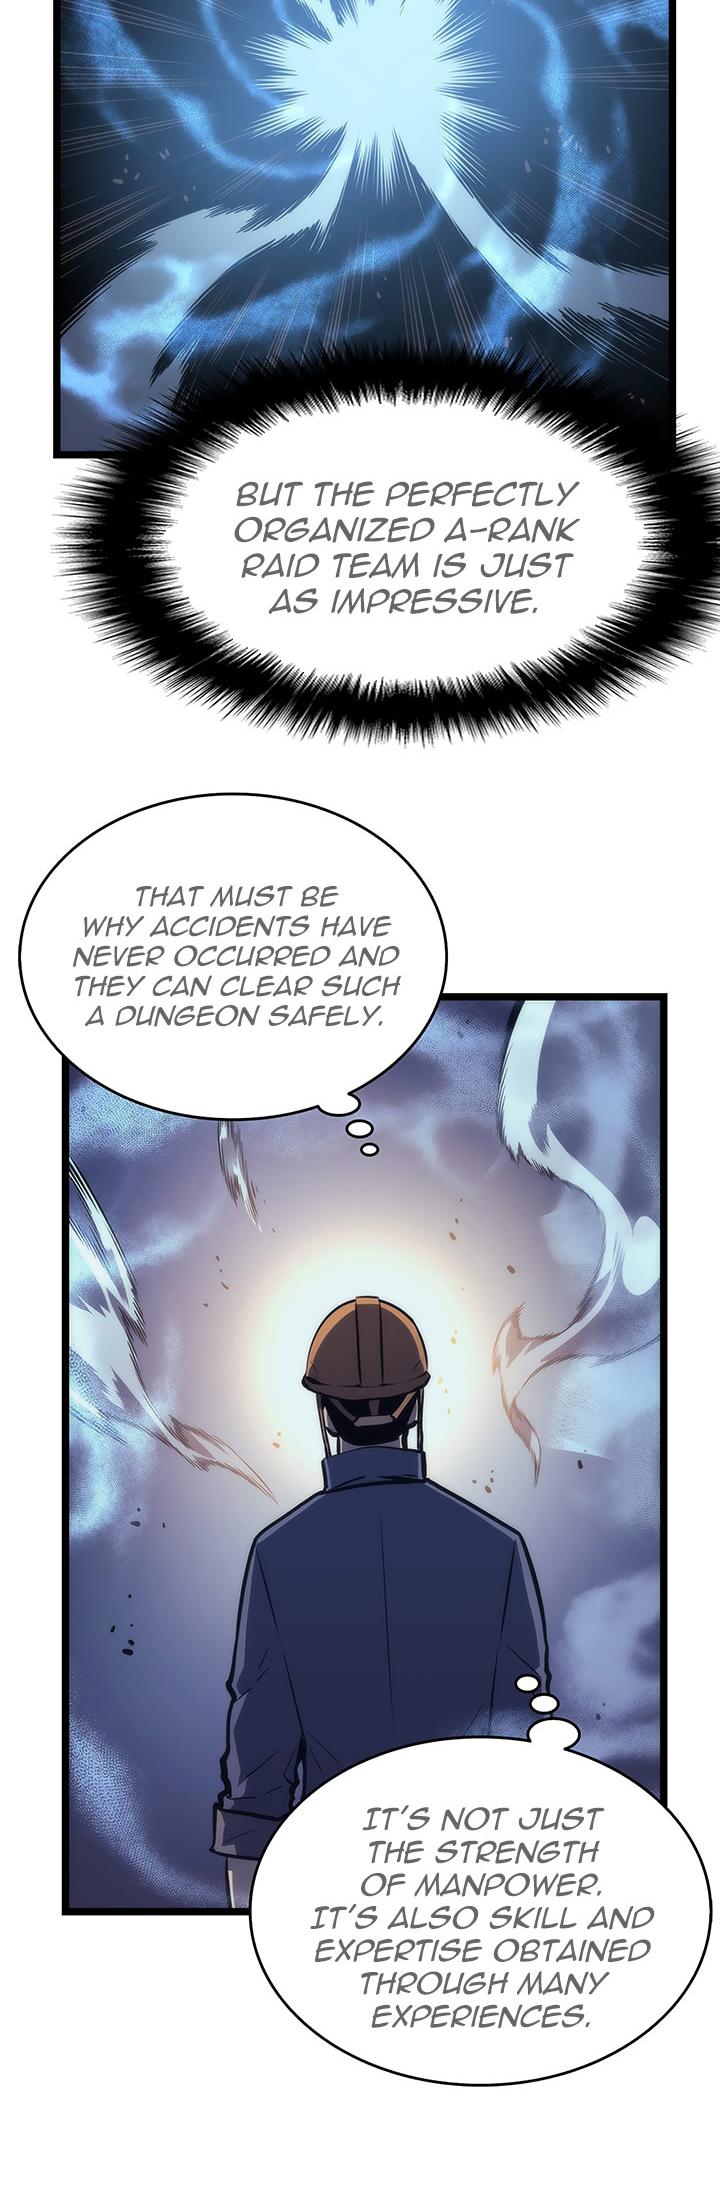 BUT THE PERFECTLY
ORGANIZED A-RANK
RAID TEAM IS JUST
AS IMPRESSIVE.
THAT MUST BE
WHY ACCIDENTS HAVE
NEVER OCCURRED AND
THEY CAN CLEAR SUCH
A DUNGEON SAFELY.
IT'S NOT JUST
THE STRENGTH
OF MANPOWER.
IT'S ALSO SKILL AND
EXPERTISE OBTAINED
THROUGH MANY
EXPERIENCES.